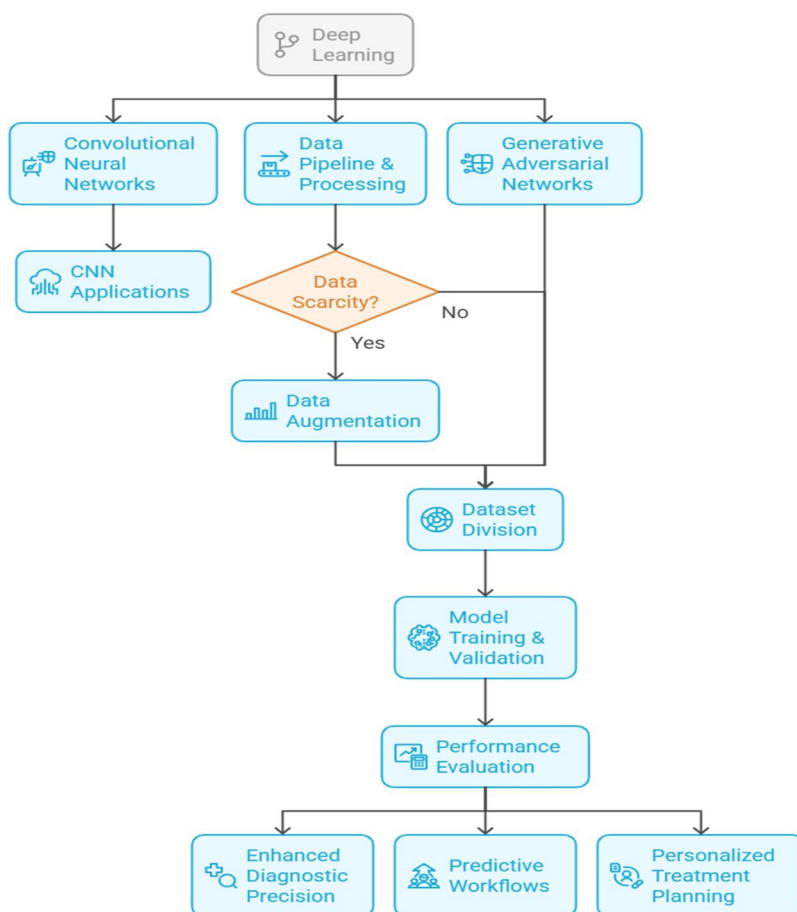 Deep
Learning
Convolutional
Neural
Networks
Data
Pipeline &
Processing
Generative
Adversarial
Networks
CNN
Applications
Data
Scarcity?
No
Yes
Data
Augmentation
Dataset
Division
Model
Training &
Validation
Performance
Evaluation
Enhanced
Diagnostic
Precision
Predictive
Workflows
Personalized
Treatment
Planning